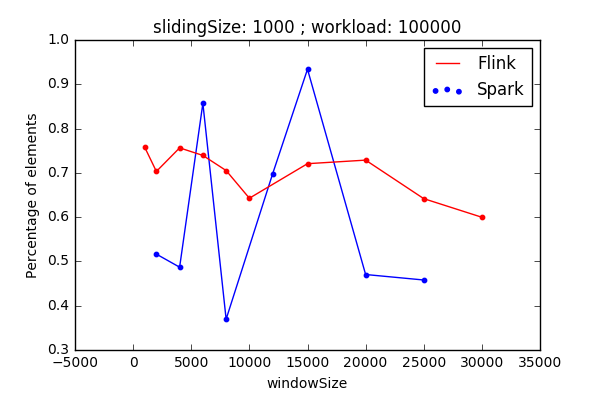 slidingSize: 1000 ; workload: 100000
1.0
0.9
0.8
0.7
0.6
0.5
0.4
0.3
Percentage of elements
Flink
Spark
−5000 0 5000 10000 15000 20000 25000 30000 35000
windowSize